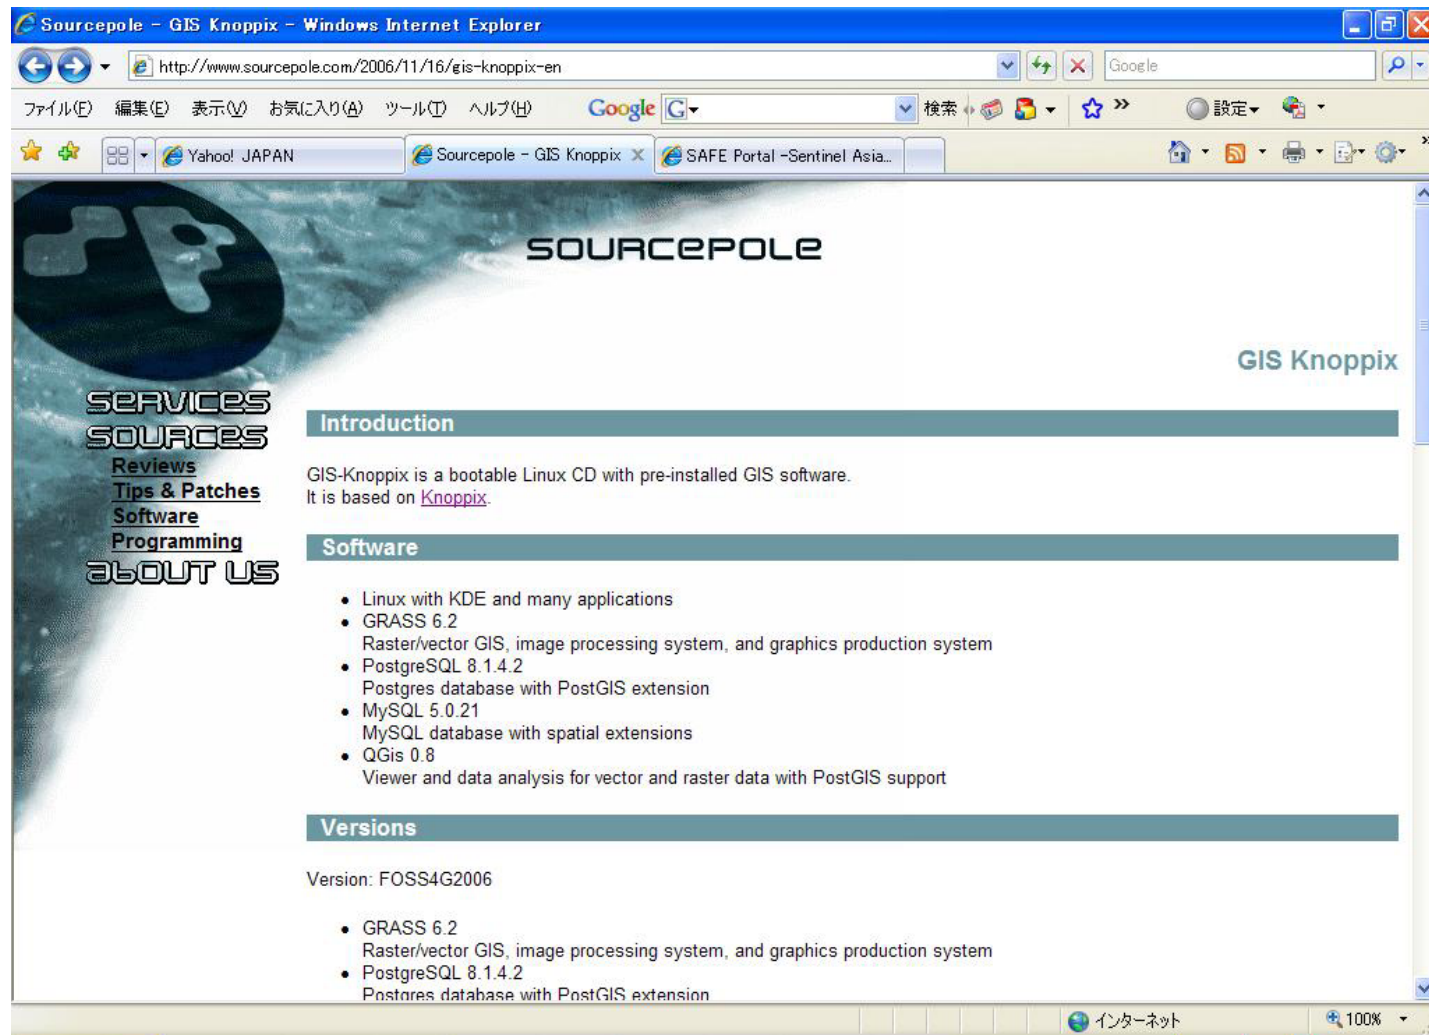 Sourcepole - GIS Knoppix - Windows Internet Explorer
http://www.sourcepole.com/2006/11/16/gis-knoppix-en
Google
ファイル(F) 編集(E) 表示(V) お気に入り(A) ツール(T) ヘルプ(H)
Google G 検索 » 設定
Yahoo! JAPAN
Sourcepole - GIS Knoppix
SAFE Portal -Sentinel Asia...
»
SOURCEPOLE
GIS Knoppix
SERVICES
SOURCES
Reviews
Tips & Patches
Software
Programming
ABOUT US
Introduction
GIS-Knoppix is a bootable Linux CD with pre-installed GIS software.
It is based on Knoppix.
Software
• Linux with KDE and many applications
• GRASS 6.2
Raster/vector GIS, image processing system, and graphics production system
• PostgreSQL 8.1.4.2
Postgres database with PostGIS extension
• MySQL 5.0.21
MySQL database with spatial extensions
• QGis 0.8
Viewer and data analysis for vector and raster data with PostGIS support
Versions
Version: FOSS4G2006
• GRASS 6.2
Raster/vector GIS, image processing system, and graphics production system
• PostgreSQL 8.1.4.2
Postgres database with PostGIS extension
インターネット
100%